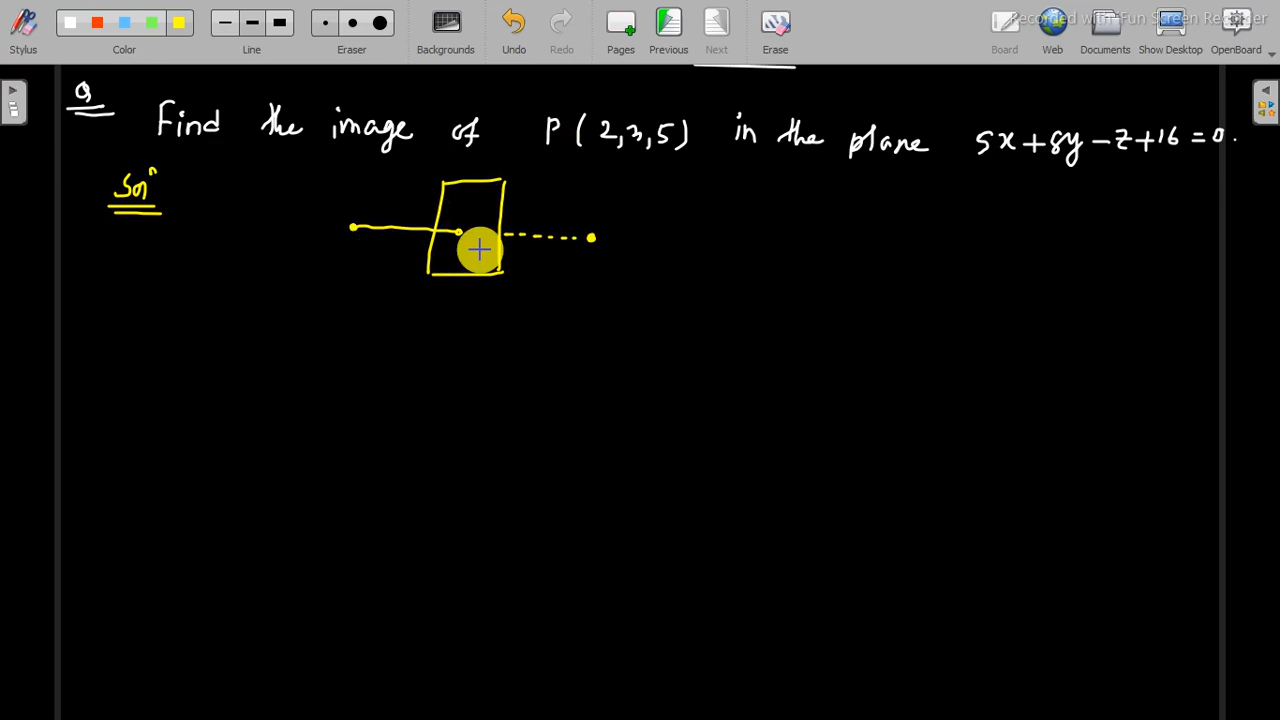 Recorded with iFun Screen Recorder
Stylus Color Line Eraser Backgrounds Undo Redo Pages Previous Next Erase Board Web Documents Show Desktop OpenBoard
Q
Find the image of P(2,3,5) in the plane 5x+8y-z+16=0.
Solⁿ